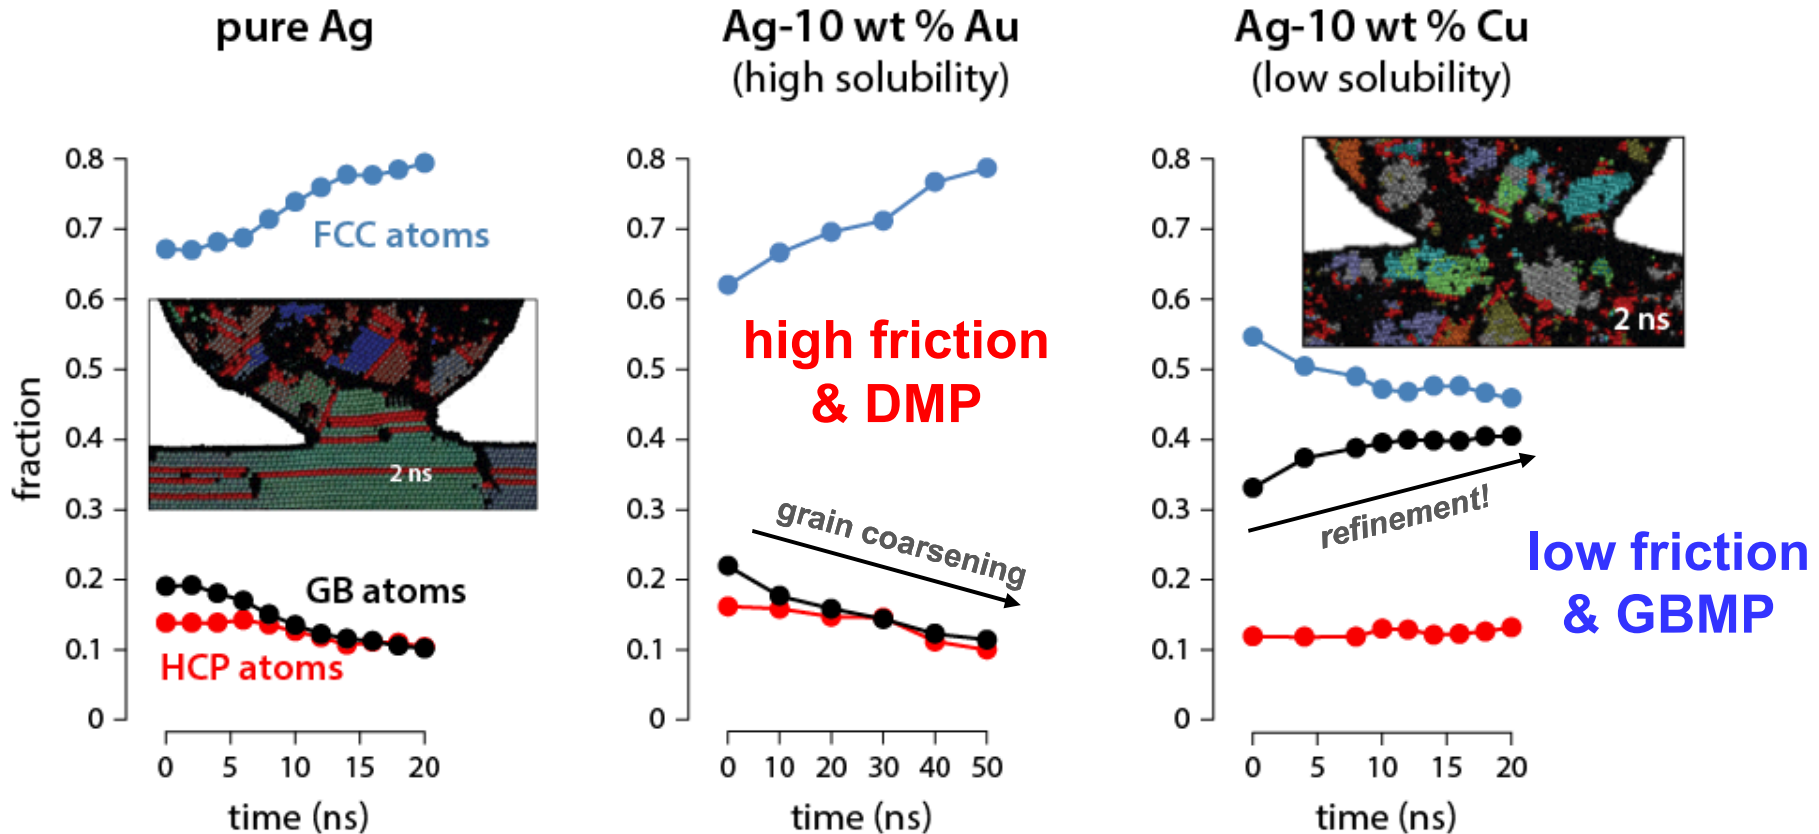 pure Ag
Ag-10 wt % Au
(high solubility)
Ag-10 wt % Cu
(low solubility)
fraction
0.8
0.7
0.6
0.5
0.4
0.3
0.2
0.1
0
FCC atoms
2 ns
GB atoms
HCP atoms
0 5 10 15 20
time (ns)
0.8
0.7
0.6
0.5
0.4
0.3
0.2
0.1
0
high friction
& DMP
grain coarsening
0 10 20 30 40 50
time (ns)
0.8
0.7
0.6
0.5
0.4
0.3
0.2
0.1
0
2 ns
refinement!
low friction
& GBMP
0 5 10 15 20
time (ns)